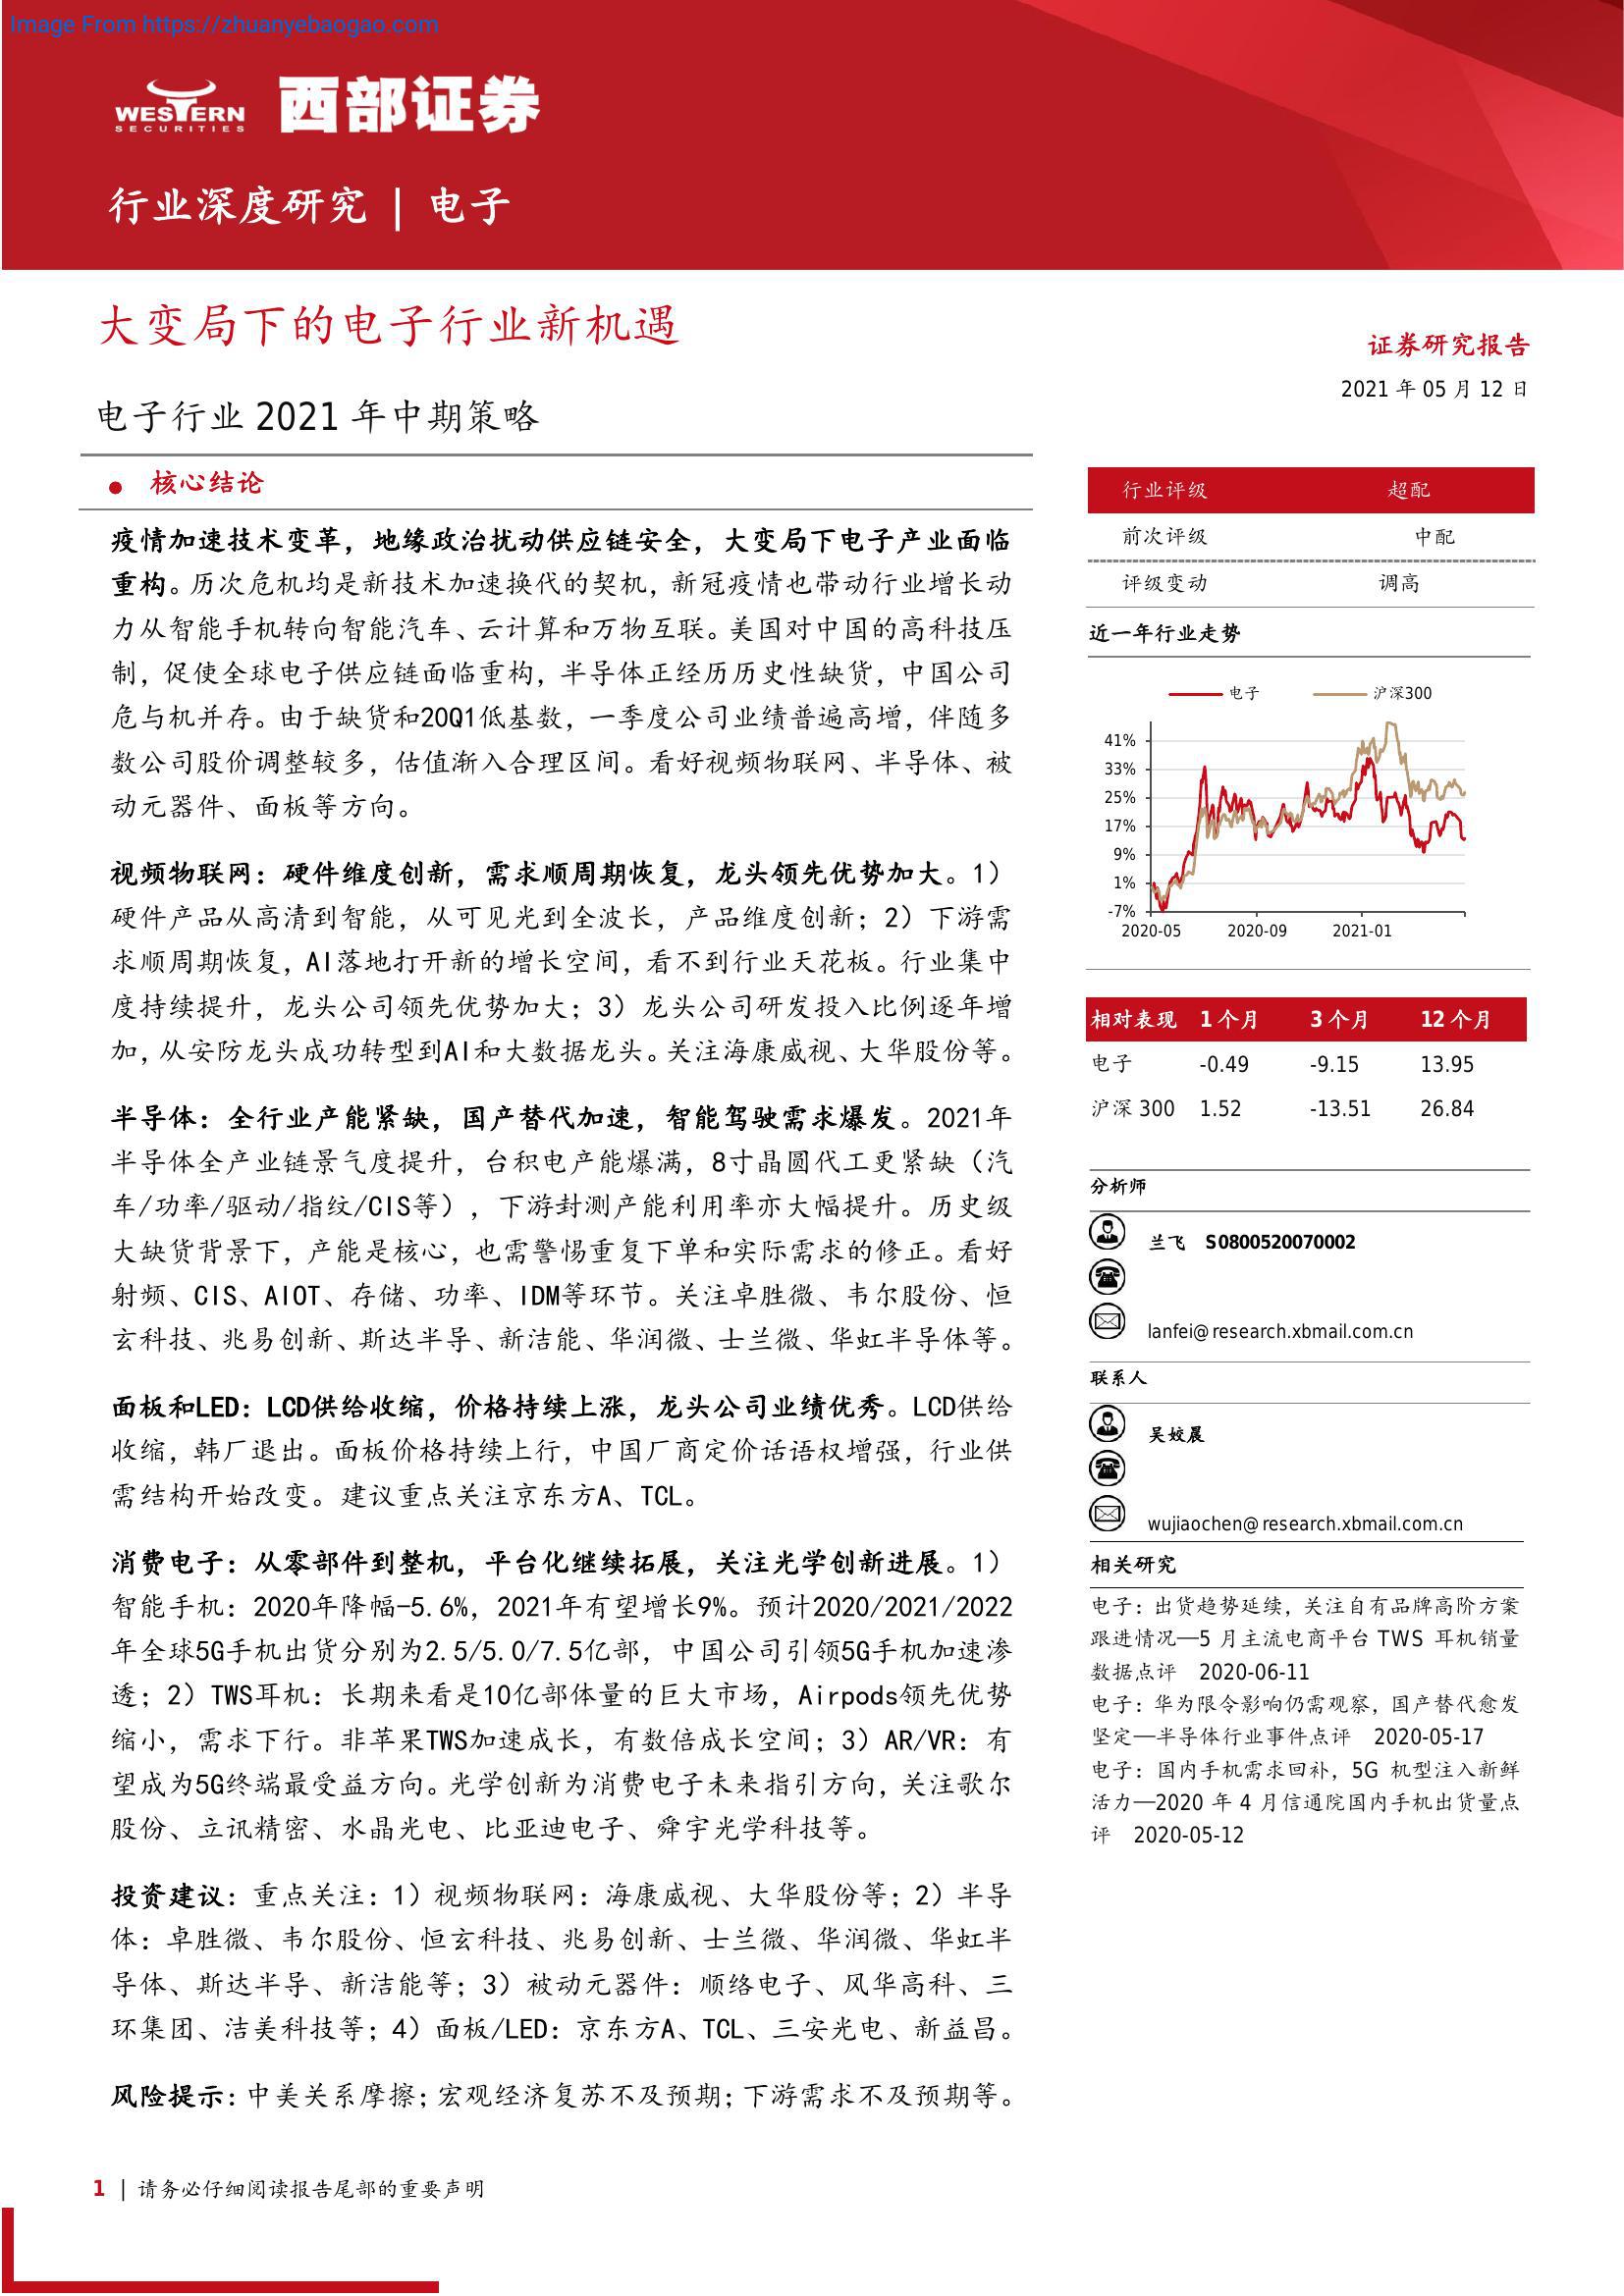 Image From https://zhuanyebaogao.com
WESTERN
SECURITIES
西部证券
行业深度研究 | 电子
大变局下的电子行业新机遇
电子行业 2021 年中期策略
● 核心结论
疫情加速技术变革，地缘政治扰动供应链安全，大变局下电子产业面临
重构。历次危机均是新技术加速换代的契机，新冠疫情也带动行业增长动
力从智能手机转向智能汽车、云计算和万物互联。美国对中国的高科技压
制，促使全球电子供应链面临重构，半导体正经历历史性缺货，中国公司
危与机并存。由于缺货和20Q1低基数，一季度公司业绩普遍高增，伴随多
数公司股价调整较多，估值渐入合理区间。看好视频物联网、半导体、被
动元器件、面板等方向。
视频物联网：硬件维度创新，需求顺周期恢复，龙头领先优势加大。1）
硬件产品从高清到智能，从可见光到全波长，产品维度创新；2）下游需
求顺周期恢复，AI落地打开新的增长空间，看不到行业天花板。行业集中
度持续提升，龙头公司领先优势加大；3）龙头公司研发投入比例逐年增
加，从安防龙头成功转型到AI和大数据龙头。关注海康威视、大华股份等。
半导体：全行业产能紧缺，国产替代加速，智能驾驶需求爆发。2021年
半导体全产业链景气度提升，台积电产能爆满，8寸晶圆代工更紧缺（汽
车/功率/驱动/指纹/CIS等），下游封测产能利用率亦大幅提升。历史级
大缺货背景下，产能是核心，也需警惕重复下单和实际需求的修正。看好
射频、CIS、AIOT、存储、功率、IDM等环节。关注卓胜微、韦尔股份、恒
玄科技、兆易创新、斯达半导、新洁能、华润微、士兰微、华虹半导体等。
面板和LED：LCD供给收缩，价格持续上涨，龙头公司业绩优秀。LCD供给
收缩，韩厂退出。面板价格持续上行，中国厂商定价话语权增强，行业供
需结构开始改变。建议重点关注京东方A、TCL。
消费电子：从零部件到整机，平台化继续拓展，关注光学创新进展。1）
智能手机：2020年降幅-5.6%，2021年有望增长9%。预计2020/2021/2022
年全球5G手机出货分别为2.5/5.0/7.5亿部，中国公司引领5G手机加速渗
透；2）TWS耳机：长期来看是10亿部体量的巨大市场，Airpods领先优势
缩小，需求下行。非苹果TWS加速成长，有数倍成长空间；3）AR/VR：有
望成为5G终端最受益方向。光学创新为消费电子未来指引方向，关注歌尔
股份、立讯精密、水晶光电、比亚迪电子、舜宇光学科技等。
投资建议：重点关注：1）视频物联网：海康威视、大华股份等；2）半导
体：卓胜微、韦尔股份、恒玄科技、兆易创新、士兰微、华润微、华虹半
导体、斯达半导、新洁能等；3）被动元器件：顺络电子、风华高科、三
环集团、洁美科技等；4）面板/LED：京东方A、TCL、三安光电、新益昌。
风险提示：中美关系摩擦；宏观经济复苏不及预期；下游需求不及预期等。
证券研究报告
2021 年 05 月 12 日
行业评级 超配
前次评级 中配
评级变动 调高
近一年行业走势
电子 沪深300
41%
33%
25%
17%
9%
1%
-7%
2020-05 2020-09 2021-01
相对表现 1 个月 3 个月 12 个月
电子 -0.49 -9.15 13.95
沪深 300 1.52 -13.51 26.84
分析师
兰飞 S0800520070002
lanfei@research.xbmail.com.cn
联系人
吴姣晨
wujiaochen@research.xbmail.com.cn
相关研究
电子：出货趋势延续，关注自有品牌高阶方案
跟进情况—5 月主流电商平台 TWS 耳机销量
数据点评 2020-06-11
电子：华为限令影响仍需观察，国产替代愈发
坚定—半导体行业事件点评 2020-05-17
电子：国内手机需求回补，5G 机型注入新鲜
活力—2020 年 4 月信通院国内手机出货量点
评 2020-05-12
1 | 请务必仔细阅读报告尾部的重要声明